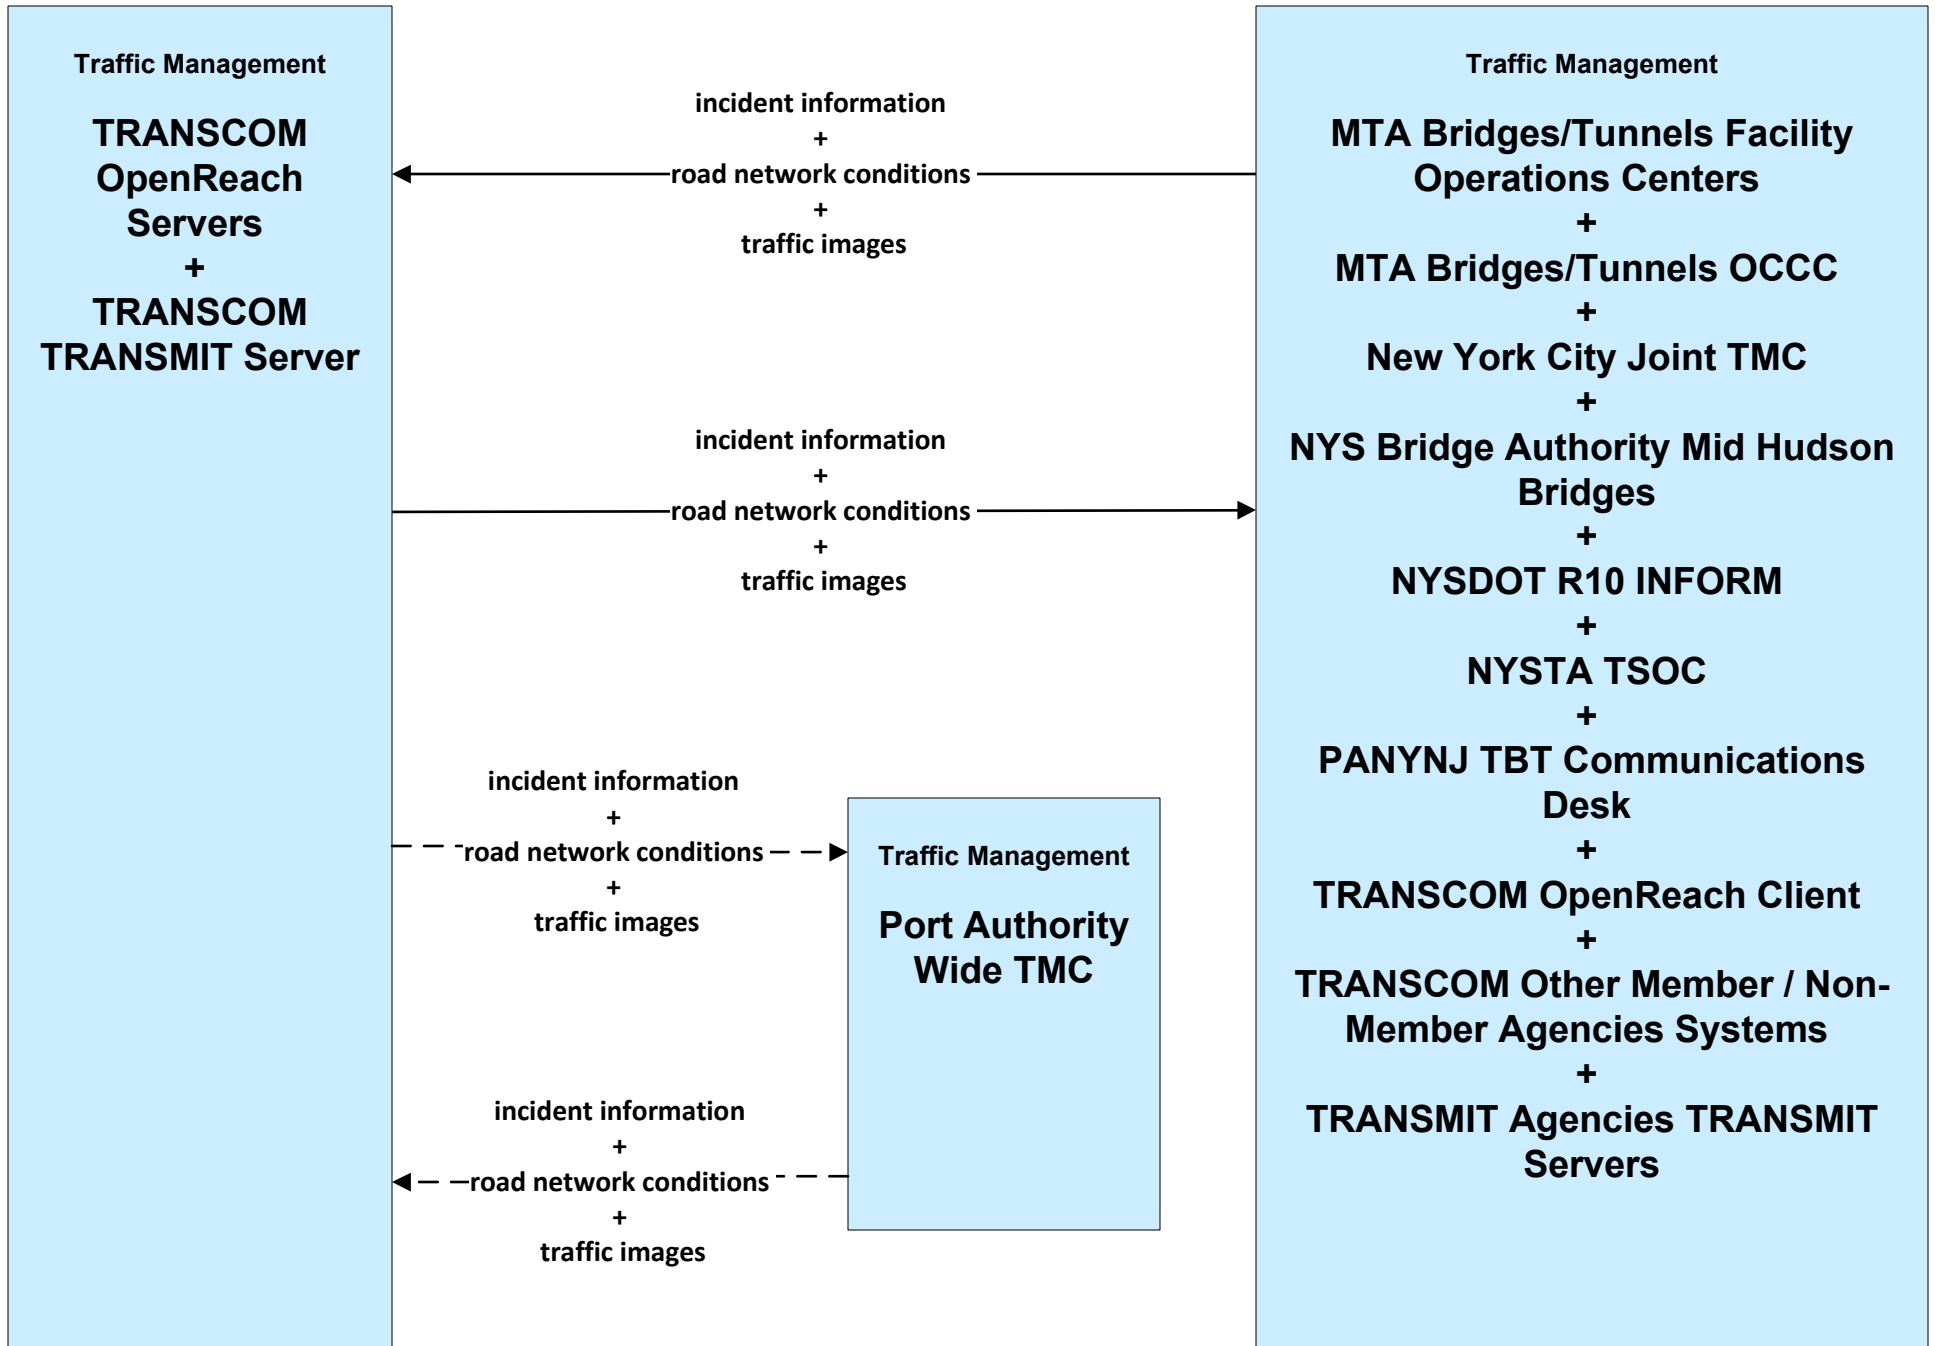 Traffic Management
TRANSCOM
OpenReach
Servers
+
TRANSCOM
TRANSMIT Server
incident information
+
road network conditions
+
traffic images
incident information
+
road network conditions
+
traffic images
incident information
+
road network conditions
+
traffic images
incident information
+
road network conditions
+
traffic images
Traffic Management
Port Authority
Wide TMC
Traffic Management
MTA Bridges/Tunnels Facility
Operations Centers
+
MTA Bridges/Tunnels OCCC
+
New York City Joint TMC
+
NYS Bridge Authority Mid Hudson
Bridges
+
NYSDOT R10 INFORM
+
NYSTA TSOC
+
PANYNJ TBT Communications
Desk
+
TRANSCOM OpenReach Client
+
TRANSCOM Other Member / Non-
Member Agencies Systems
+
TRANSMIT Agencies TRANSMIT
Servers